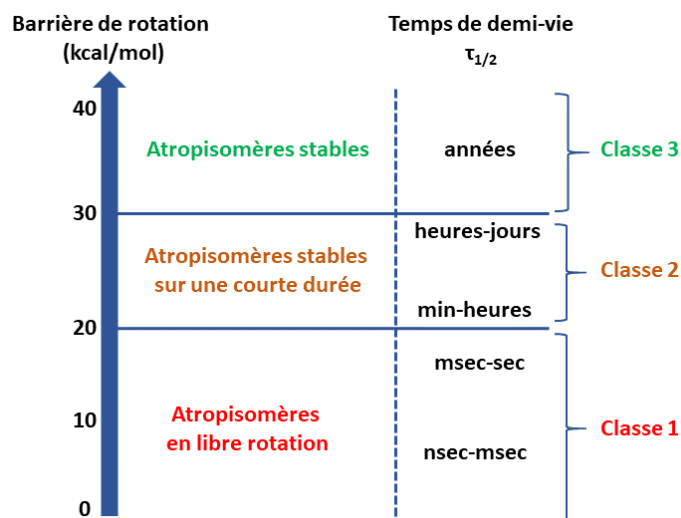 Barrière de rotation
(kcal/mol)
Temps de demi-vie
τ1/2
40
Atropisomères stables
années
Classe 3
30
heures-jours
Atropisomères stables
sur une courte durée
Classe 2
min-heures
20
msec-sec
Atropisomères
en libre rotation
10
Classe 1
nsec-msec
0